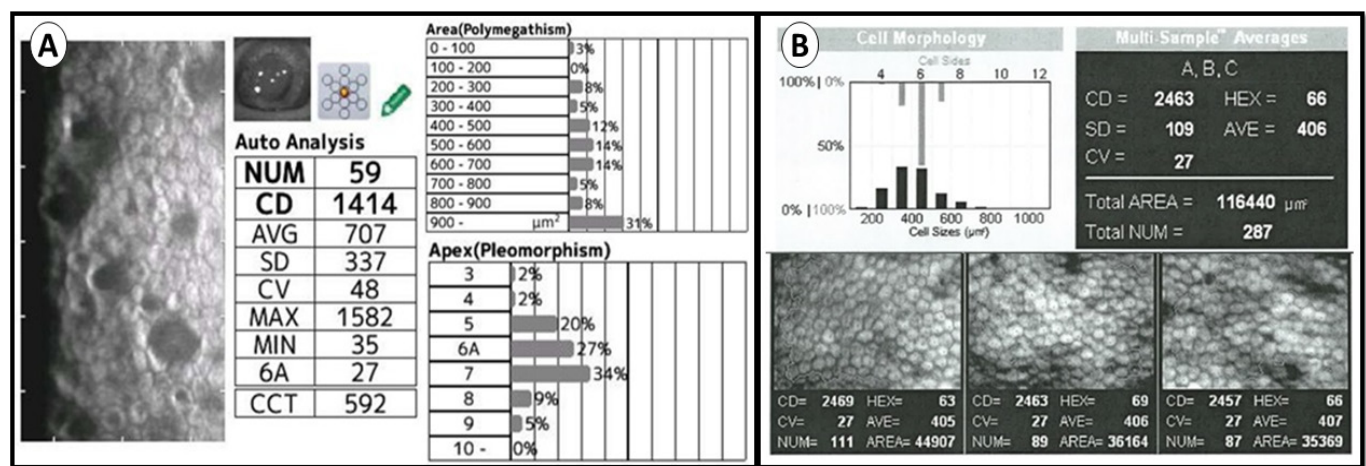 A
Auto Analysis
NUM 59
CD 1414
AVG 707
SD 337
CV 48
MAX 1582
MIN 35
6A 27
CCT 592
Area(Polymegathism)
0 - 100 3%
100 - 200 0%
200 - 300 8%
300 - 400 5%
400 - 500 12%
500 - 600 14%
600 - 700 14%
700 - 800 5%
800 - 900 8%
900 - μm² 31%
Apex(Pleomorphism)
3 2%
4 2%
5 20%
6A 27%
7 34%
8 9%
9 5%
10 - 0%
B
Cell Morphology
Cell Sides
4 6 8 10 12
100% | 0%
50%
0% | 100%
200 400 600 800 1000
Cell Sizes (μm²)
Multi-Sample™ Averages
A, B, C
CD = 2463 HEX = 66
SD = 109 AVE = 406
CV = 27
Total AREA = 116440 μm²
Total NUM = 287
CD= 2469 HEX= 63
CV= 27 AVE= 405
NUM= 111 AREA= 44907
CD= 2463 HEX= 69
CV= 27 AVE= 406
NUM= 89 AREA= 36164
CD= 2457 HEX= 66
CV= 27 AVE= 407
NUM= 87 AREA= 35369